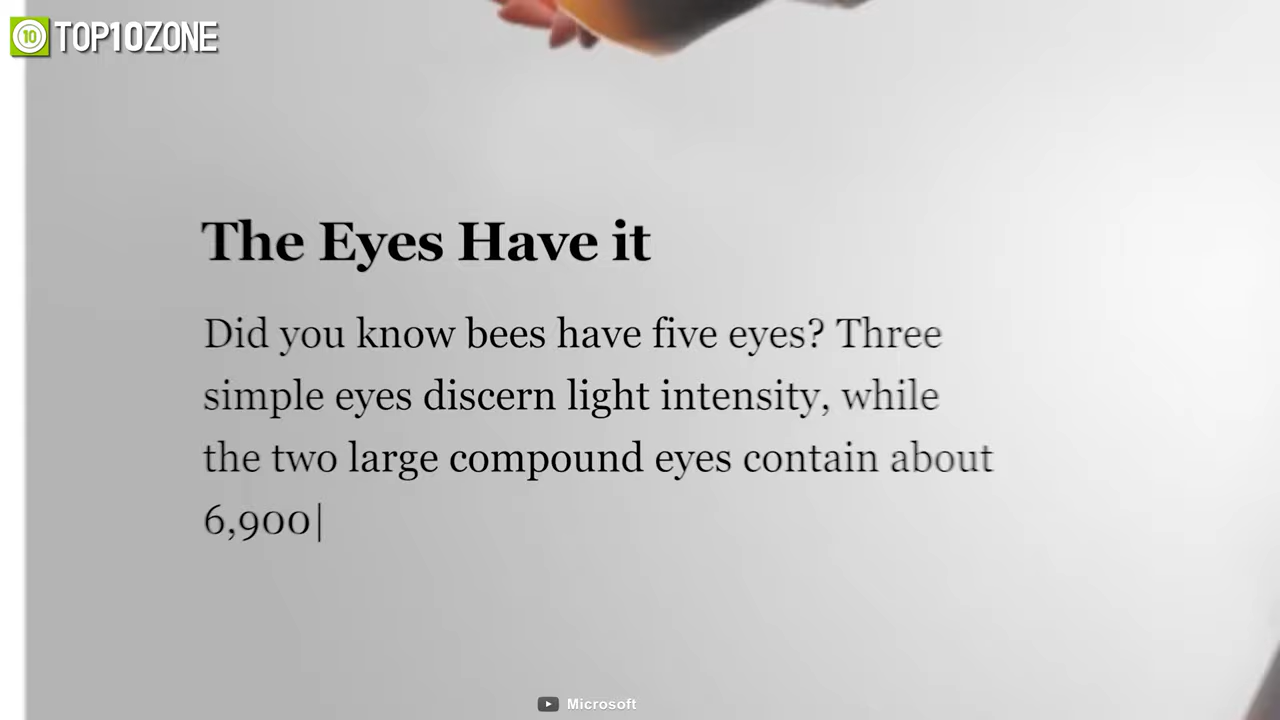 10 TOP10ZONE
The Eyes Have it
Did you know bees have five eyes? Three
simple eyes discern light intensity, while
the two large compound eyes contain about
6,900
Microsoft